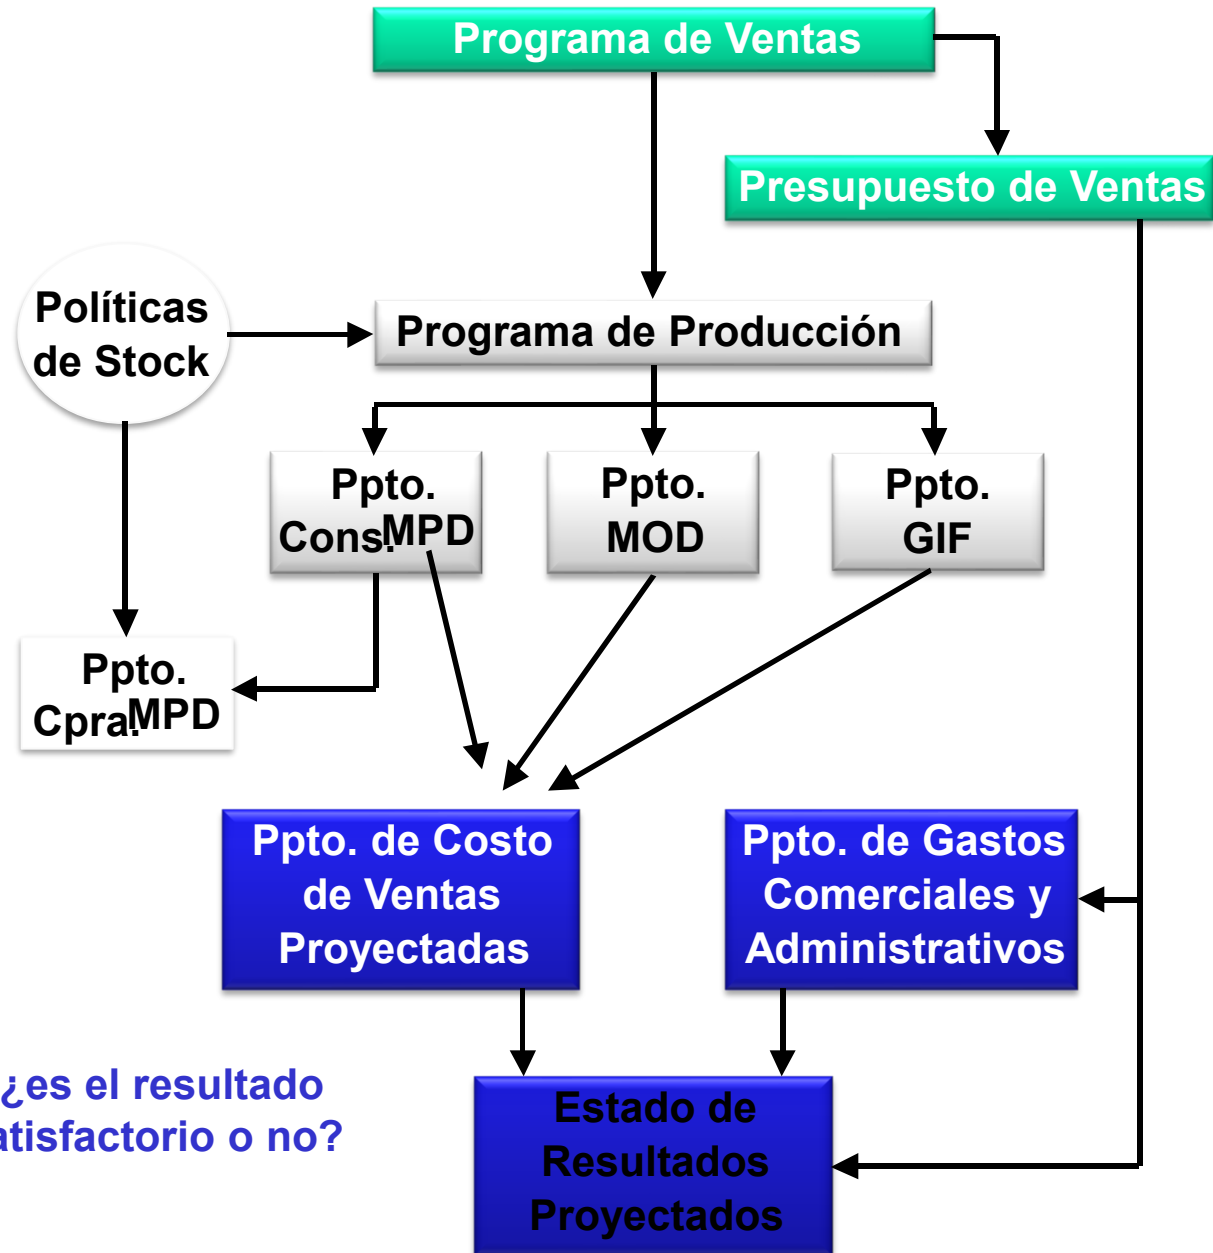 Programa de Ventas
Presupuesto de Ventas
Políticas
de Stock
Programa de Producción
Ppto.
Cons.MPD
Ppto.
MOD
Ppto.
GIF
Ppto.
Cpra.MPD
Ppto. de Costo
de Ventas
Proyectadas
Ppto. de Gastos
Comerciales y
Administrativos
¿es el resultado
atisfactorio o no?
Estado de
Resultados
Proyectados